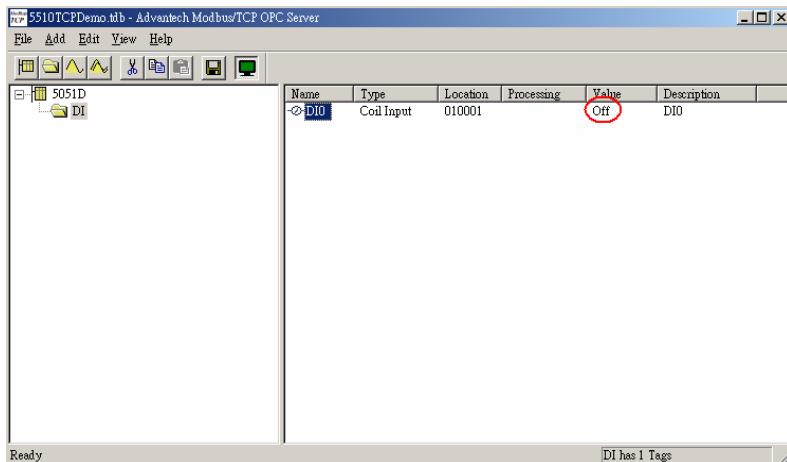 5510TCPDemo.tdb - Advantech Modbus/TCP OPC Server
File Add Edit View Help
5051D
DI
Name Type Location Processing Value Description
DI0 Coil Input 010001 Off DI0
Ready DI has 1 Tags